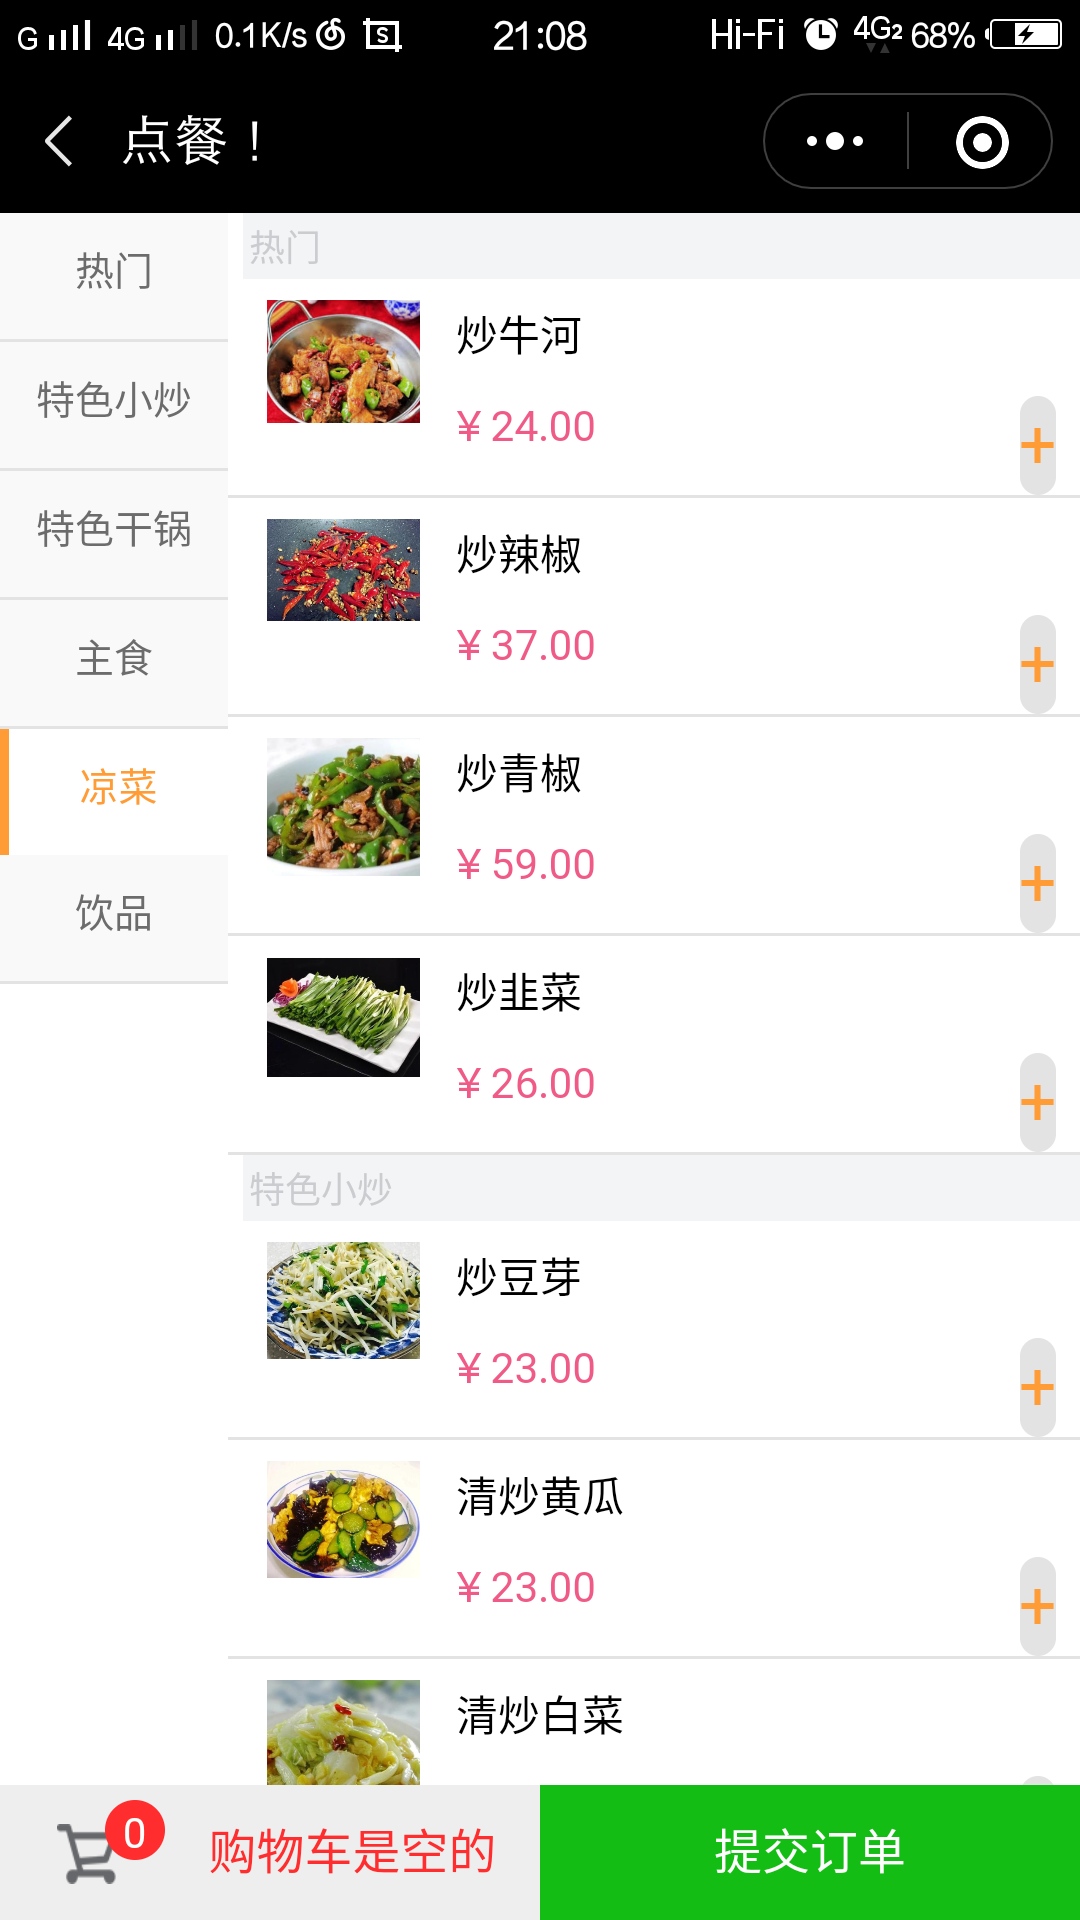 G 4G 0.1K/s 21:08 Hi-Fi 4G2 68%
点餐！
热门
特色小炒
特色干锅
主食
凉菜
饮品
热门
炒牛河
¥ 24.00
+
炒辣椒
¥ 37.00
+
炒青椒
¥ 59.00
+
炒韭菜
¥ 26.00
+
特色小炒
炒豆芽
¥ 23.00
+
清炒黄瓜
¥ 23.00
+
清炒白菜
0 购物车是空的
提交订单